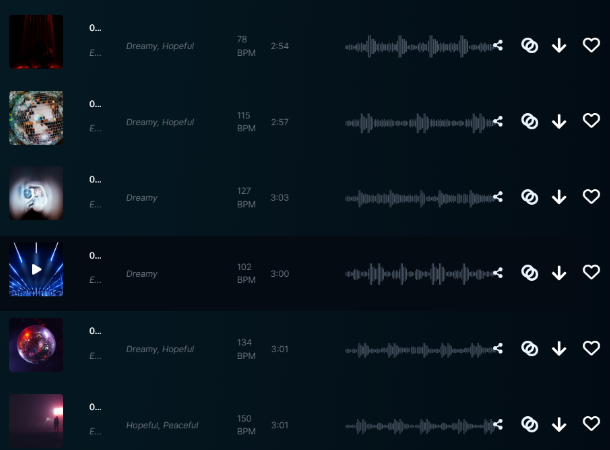 0...
E...
Dreamy, Hopeful
78
BPM
2:54
0...
E...
Dreamy, Hopeful
115
BPM
2:57
0...
E...
Dreamy
127
BPM
3:03
0...
E...
Dreamy
102
BPM
3:00
0...
E...
Dreamy, Hopeful
134
BPM
3:01
0...
E...
Hopeful, Peaceful
150
BPM
3:01